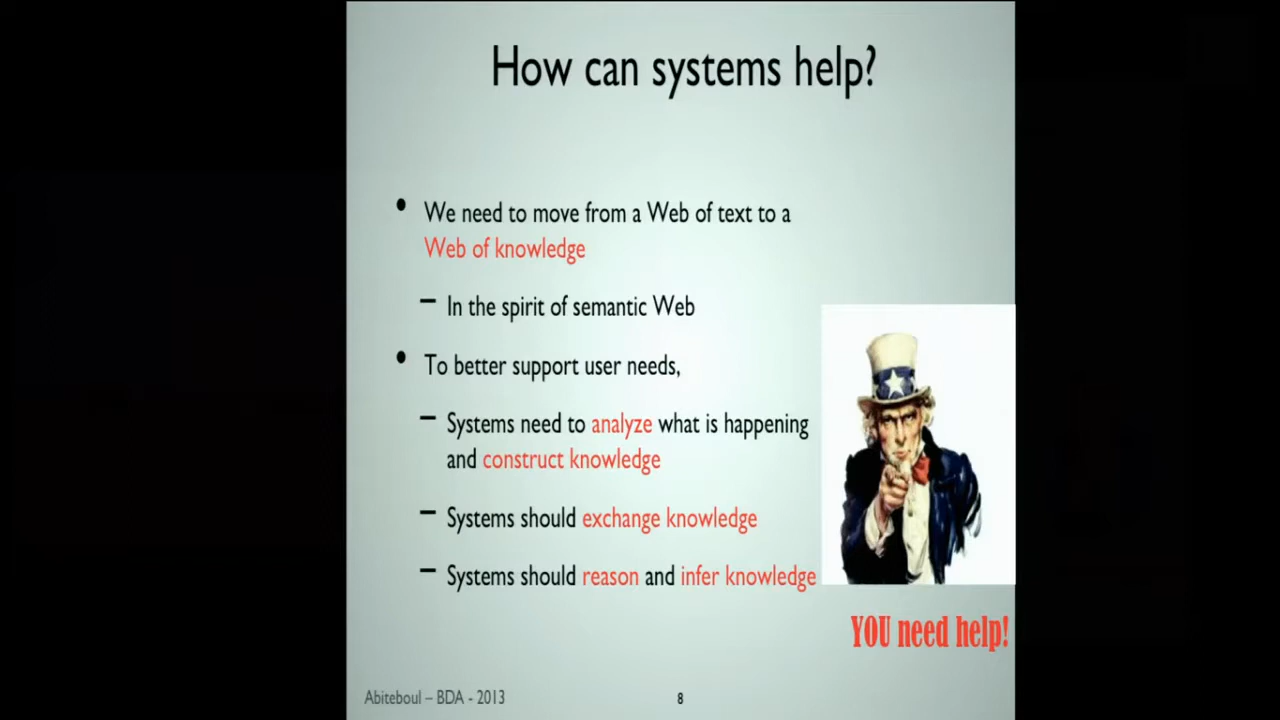 How can systems help?
• We need to move from a Web of text to a
Web of knowledge
– In the spirit of semantic Web
• To better support user needs,
– Systems need to analyze what is happening
and construct knowledge
– Systems should exchange knowledge
– Systems should reason and infer knowledge
YOU need help!
Abiteboul – BDA - 2013
8